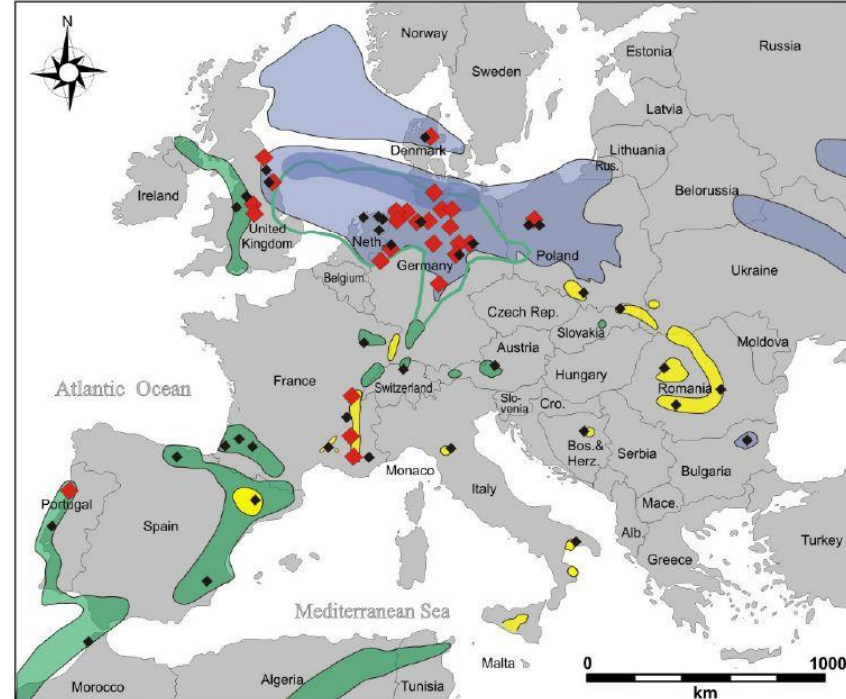 N
Norway
Sweden
Estonia
Russia
Latvia
Denmark
Lithuania
Rus.
Ireland
Belorussia
United
Kingdom
Neth.
Poland
Germany
Belgium
Ukraine
Czech Rep.
Slovakia
Austria
Moldova
France
Switzerland
Hungary
Romania
Atlantic Ocean
Slo-
venia
Cro.
Bos.&
Herz.
Serbia
Monaco
Bulgaria
Italy
Portugal
Spain
Mace.
Alb.
Turkey
Greece
Mediterranean Sea
Malta
0
1000
km
Morocco
Algeria
Tunisia